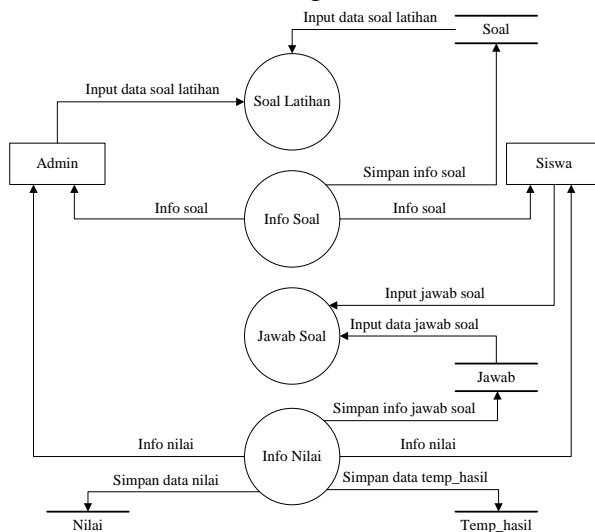 Input data soal latihan
Soal
Input data soal latihan
Soal Latihan
Admin
Simpan info soal
Siswa
Info soal
Info Soal
Info soal
Input jawab soal
Input data jawab soal
Jawab Soal
Jawab
Simpan info jawab soal
Info nilai
Info Nilai
Info nilai
Simpan data nilai
Simpan data temp_hasil
Nilai
Temp_hasil